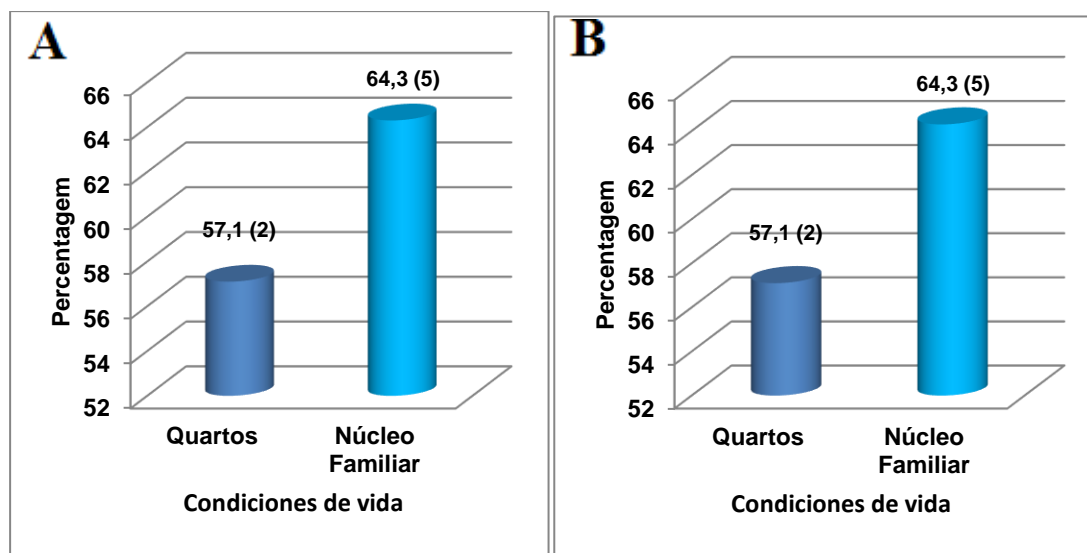 A
64,3 (5)
57,1 (2)
66
64
62
60
58
56
54
52
Percentagem
Quartos
Núcleo
Familiar
Condiciones de vida
B
64,3 (5)
57,1 (2)
66
64
62
60
58
56
54
52
Percentagem
Quartos
Núcleo
Familiar
Condiciones de vida